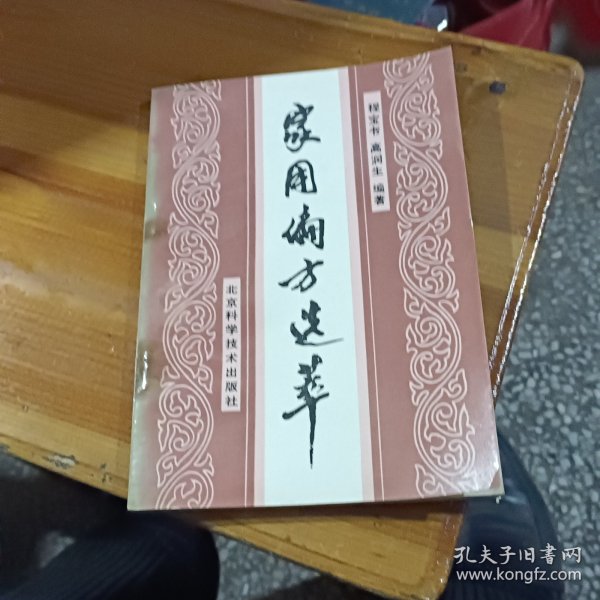 程宝书 高润生 编著
家用偏方选萃
北京科学技术出版社
孔夫子旧书网
www.kongfz.com